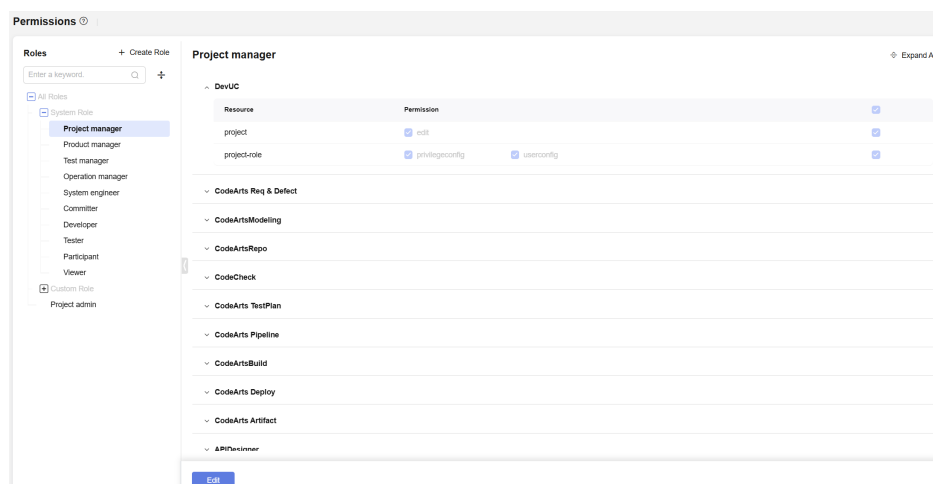 Permissions
Roles
+ Create Role
Enter a keyword.
All Roles
System Role
Project manager
Product manager
Test manager
Operation manager
System engineer
Committer
Developer
Tester
Participant
Viewer
Custom Role
Project admin
Project manager
Expand A
DevUC
Resource Permission
project edit
project-role privilegeconfig userconfig
CodeArts Req & Defect
CodeArtsModeling
CodeArtsRepo
CodeCheck
CodeArts TestPlan
CodeArts Pipeline
CodeArtsBuild
CodeArts Deploy
CodeArts Artifact
APIDesigner
Edit